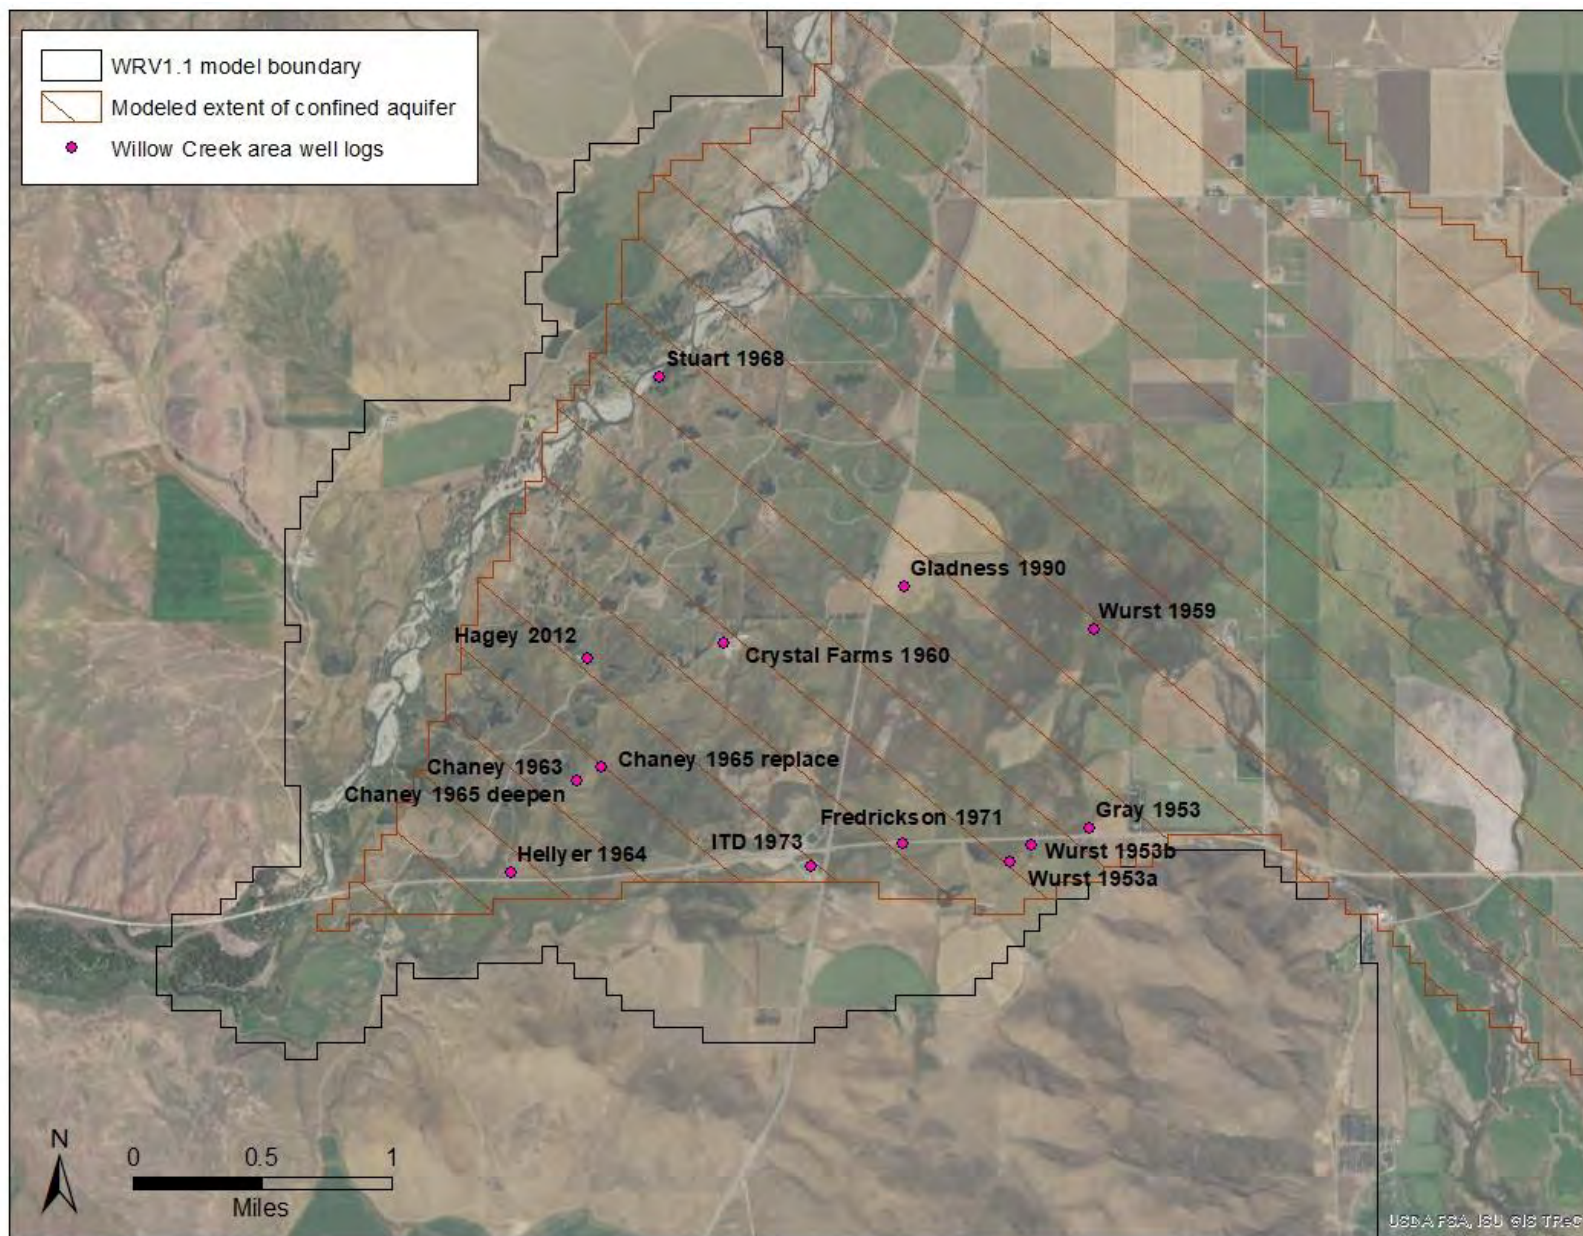 WRV1.1 model boundary
Modeled extent of confined aquifer
Willow Creek area well logs
Stuart 1968
Gladness 1990
Wurst 1959
Hagey 2012
Crystal Farms 1960
Chaney 1963
Chaney 1965 replace
Chaney 1965 deepen
Fredrickson 1971
Gray 1953
ITD 1973
Hellyer 1964
Wurst 1953b
Wurst 1953a
N
0 0.5 1
Miles
USDA FSA, ISU GIS TReC